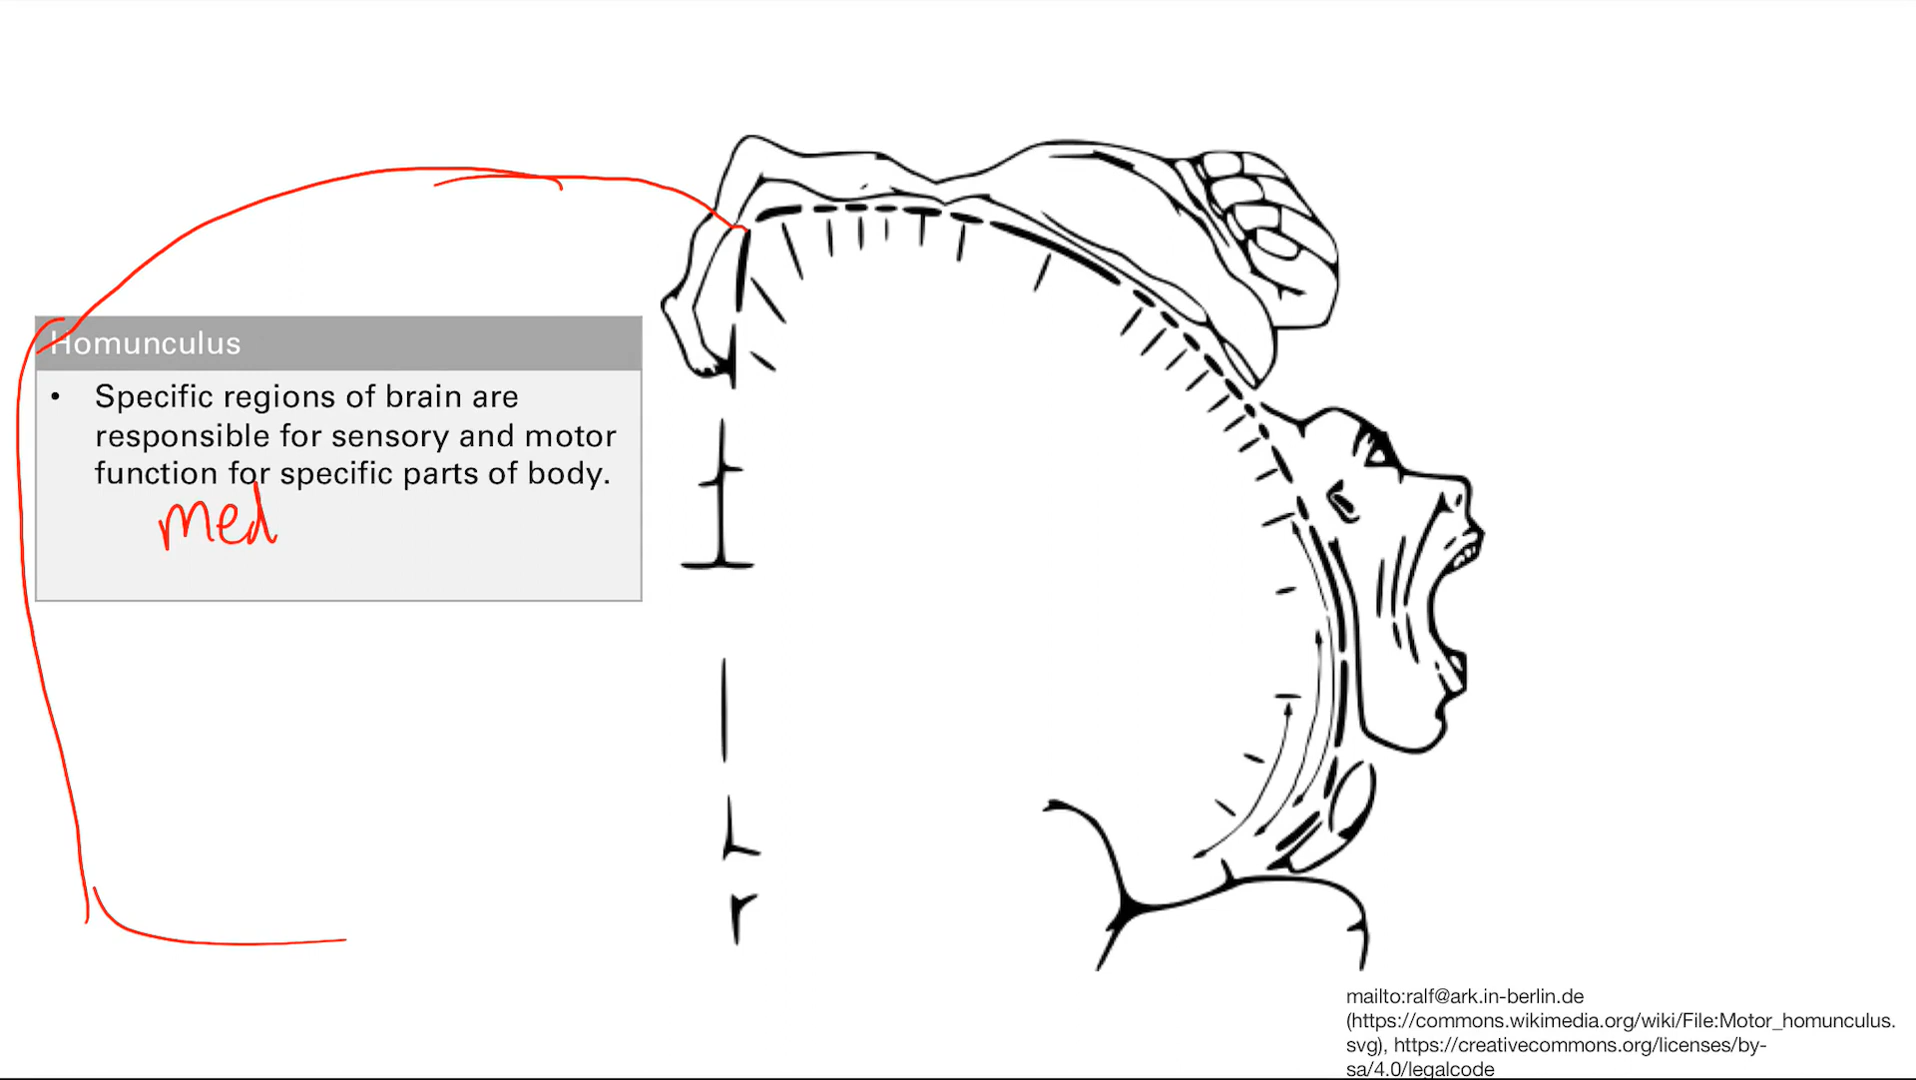 Homunculus
• Specific regions of brain are
responsible for sensory and motor
function for specific parts of body.
med
mailto:ralf@ark.in-berlin.de
(https://commons.wikimedia.org/wiki/File:Motor_homunculus.
svg), https://creativecommons.org/licenses/by-
sa/4.0/legalcode